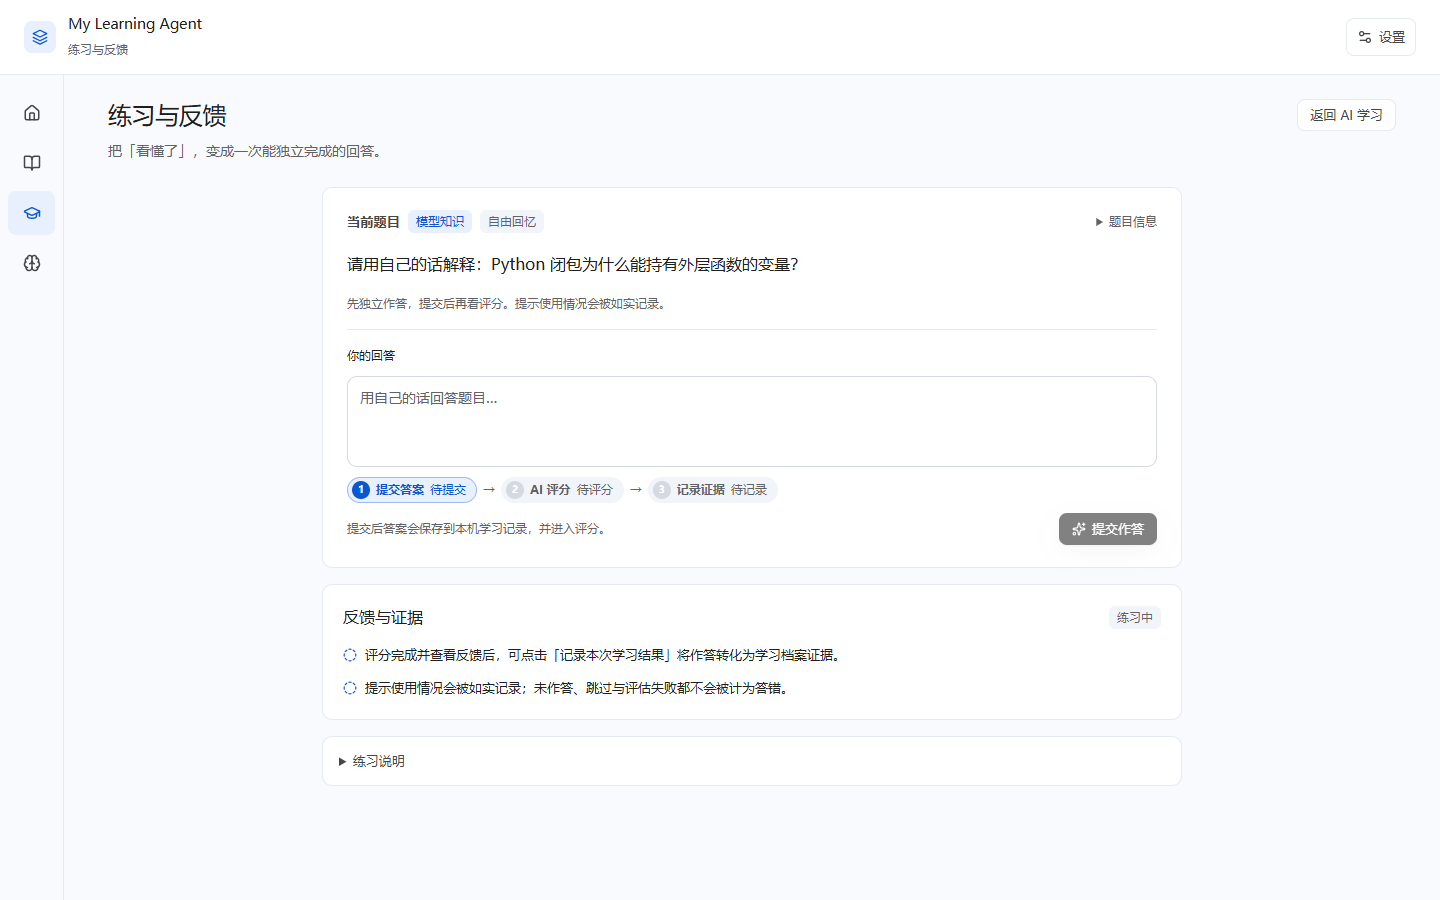 My Learning Agent
练习与反馈
设置
练习与反馈
返回 AI 学习
把「看懂了」，变成一次能独立完成的回答。
当前题目 模型知识 自由回忆
▶ 题目信息
请用自己的话解释：Python 闭包为什么能持有外层函数的变量？
先独立作答，提交后再看评分。提示使用情况会被如实记录。
你的回答
用自己的话回答题目...
1 提交答案 待提交 → 2 AI 评分 待评分 → 3 记录证据 待记录
提交后答案会保存到本机学习记录，并进入评分。
提交作答
反馈与证据
练习中
评分完成并查看反馈后，可点击「记录本次学习结果」将作答转化为学习档案证据。
提示使用情况会被如实记录；未作答、跳过与评估失败都不会被计为答错。
▶ 练习说明